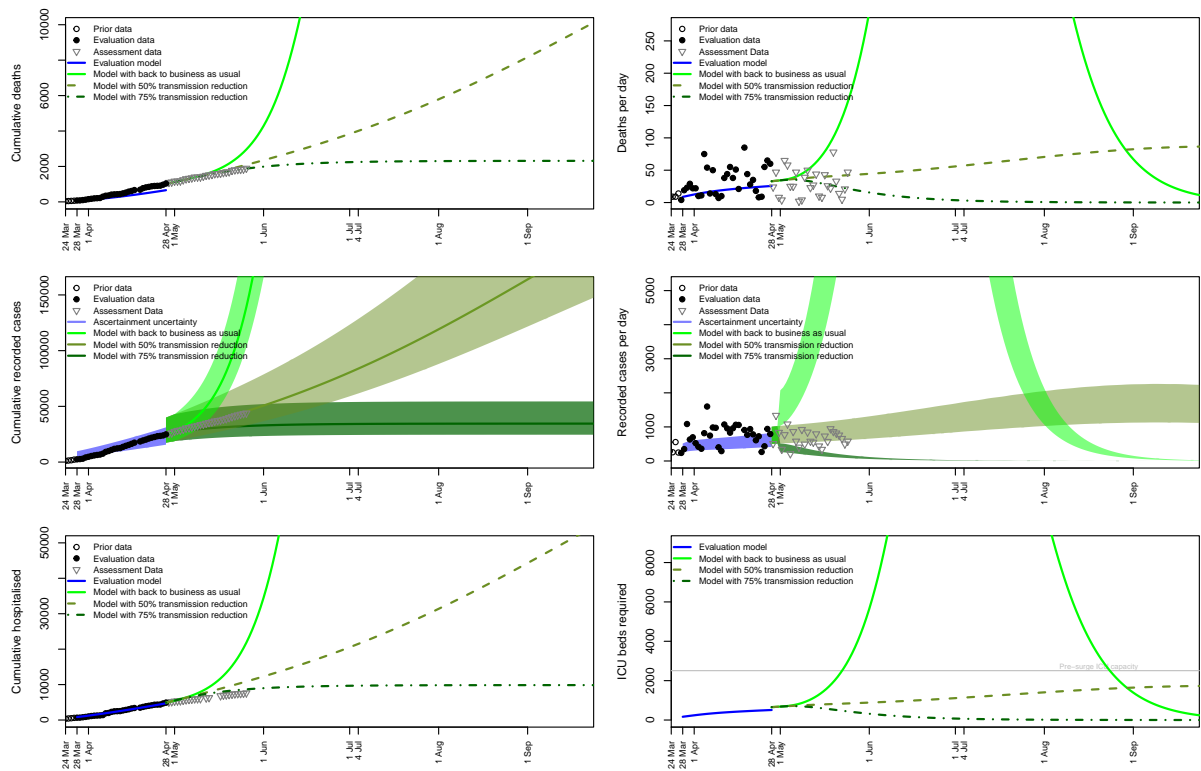 Cumulative deaths
0
2000
6000
10000
Prior data
Evaluation data
Assessment data
Evaluation model
Model with back to business as usual
Model with 50% transmission reduction
Model with 75% transmission reduction
24 Mar
28 Mar
1 Apr
28 Apr
1 May
1 Jun
1 Jul
4 Jul
1 Aug
1 Sep
Deaths per day
0
50
100
150
200
250
Prior data
Evaluation data
Assessment Data
Evaluation model
Model with back to business as usual
Model with 50% transmission reduction
Model with 75% transmission reduction
24 Mar
28 Mar
1 Apr
28 Apr
1 May
1 Jun
1 Jul
4 Jul
1 Aug
1 Sep
Cumulative recorded cases
0
50000
100000
150000
Prior data
Evaluation data
Assessment Data
Ascertainment uncertainty
Model with back to business as usual
Model with 50% transmission reduction
Model with 75% transmission reduction
24 Mar
28 Mar
1 Apr
28 Apr
1 May
1 Jun
1 Jul
4 Jul
1 Aug
1 Sep
Recorded cases per day
0
1000
2000
3000
5000
Prior data
Evaluation data
Assessment Data
Ascertainment uncertainty
Model with back to business as usual
Model with 50% transmission reduction
Model with 75% transmission reduction
24 Mar
28 Mar
1 Apr
28 Apr
1 May
1 Jun
1 Jul
4 Jul
1 Aug
1 Sep
Cumulative hospitalised
0
10000
30000
50000
Prior data
Evaluation data
Assessment Data
Evaluation model
Model with back to business as usual
Model with 50% transmission reduction
Model with 75% transmission reduction
24 Mar
28 Mar
1 Apr
28 Apr
1 May
1 Jun
1 Jul
4 Jul
1 Aug
1 Sep
ICU beds required
0
2000
4000
6000
8000
Evaluation model
Model with back to business as usual
Model with 50% transmission reduction
Model with 75% transmission reduction
Pre−surge ICU capacity
24 Mar
28 Mar
1 Apr
28 Apr
1 May
1 Jun
1 Jul
4 Jul
1 Aug
1 Sep